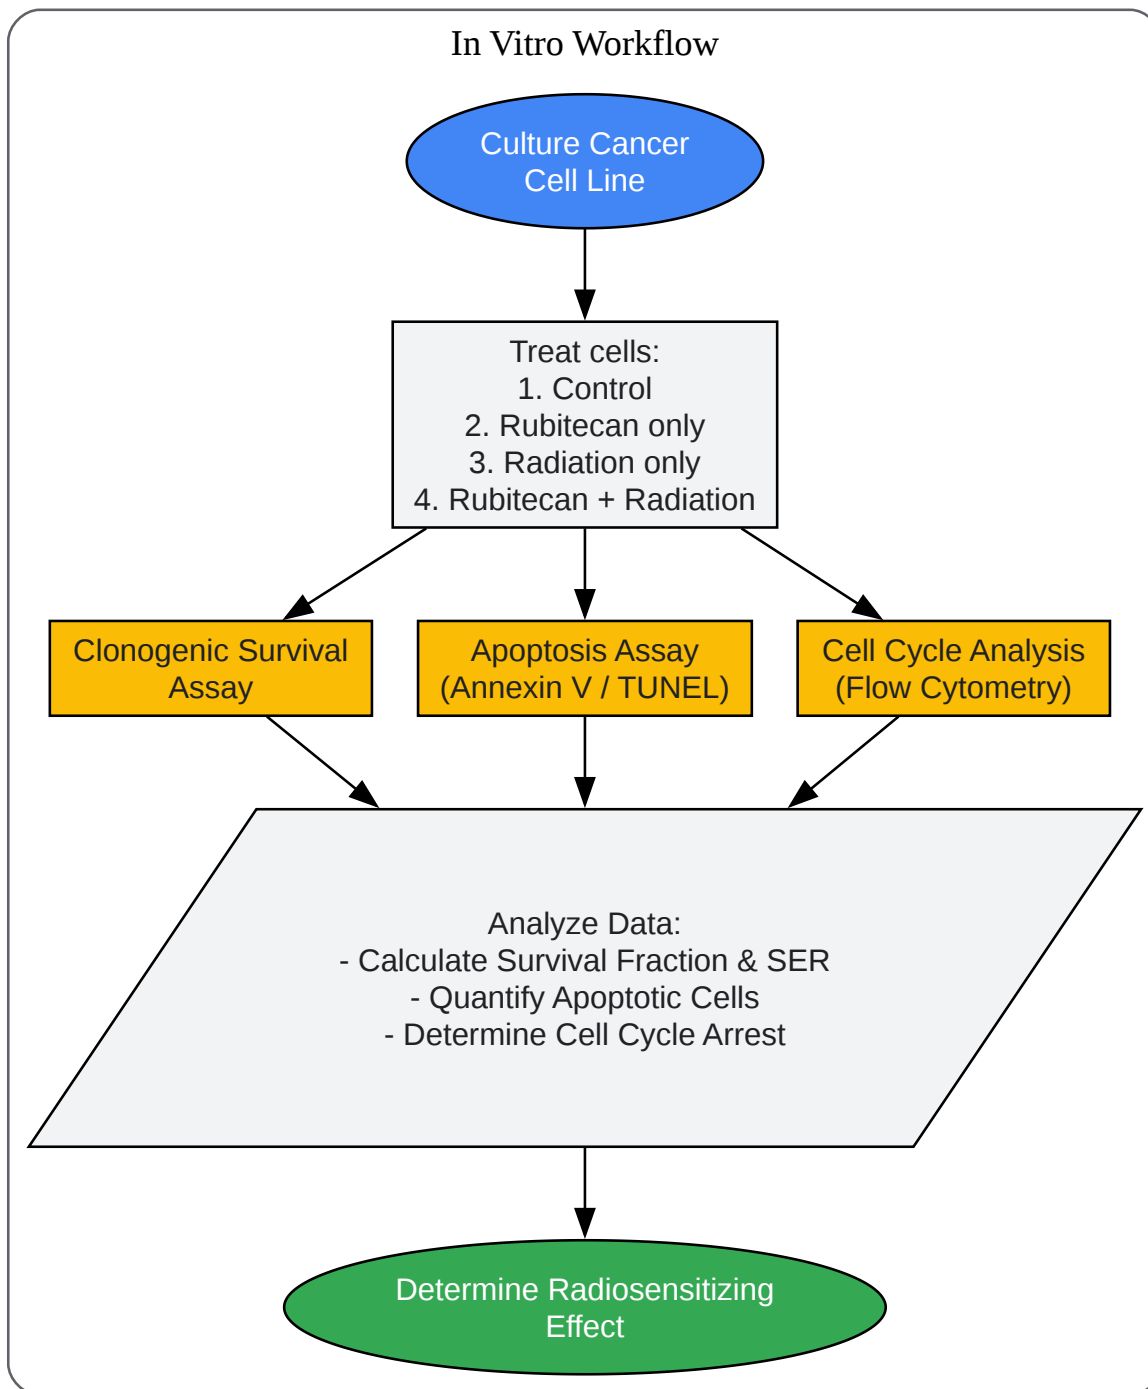 In Vitro Workflow
Culture Cancer
Cell Line
Treat cells:
1. Control
2. Rubitecan only
3. Radiation only
4. Rubitecan + Radiation
Clonogenic Survival
Assay
Apoptosis Assay
(Annexin V / TUNEL)
Cell Cycle Analysis
(Flow Cytometry)
Analyze Data:
- Calculate Survival Fraction & SER
- Quantify Apoptotic Cells
- Determine Cell Cycle Arrest
Determine Radiosensitizing
Effect